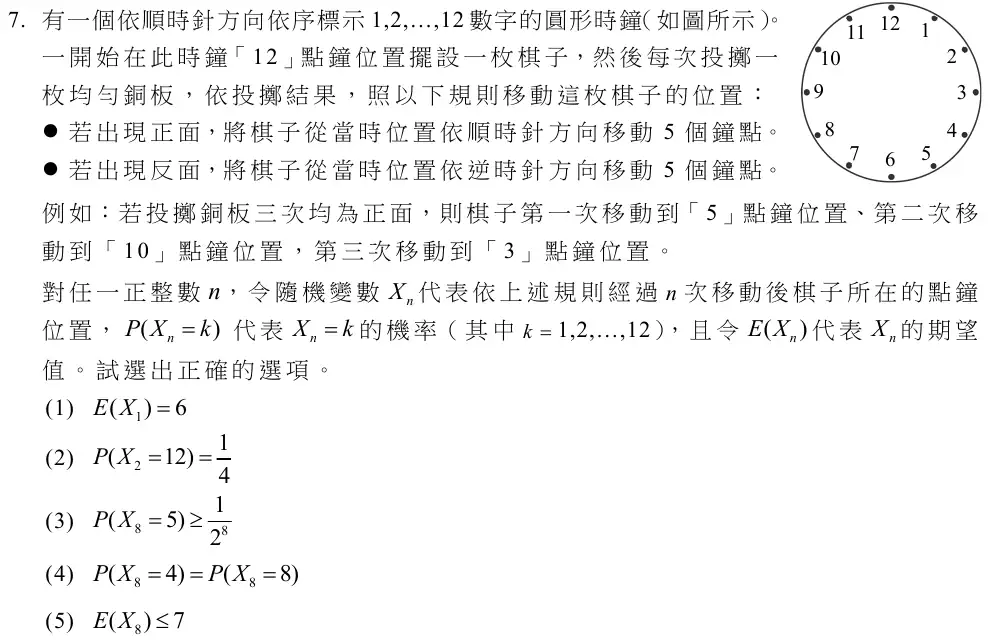 7. 有一個依順時針方向依序標示 1,2,…,12 數字的圓形時鐘（如圖所示）。
一開始在此時鐘「12」點鐘位置擺設一枚棋子，然後每次投擲一
枚均勻銅板，依投擲結果，照以下規則移動這枚棋子的位置：
● 若出現正面，將棋子從當時位置依順時針方向移動 5 個鐘點。
● 若出現反面，將棋子從當時位置依逆時針方向移動 5 個鐘點。
例如：若投擲銅板三次均為正面，則棋子第一次移動到「5」點鐘位置、第二次移
動到「10」點鐘位置，第三次移動到「3」點鐘位置。
對任一正整數 n，令隨機變數 Xₙ 代表依上述規則經過 n 次移動後棋子所在的點鐘
位置，P(Xₙ = k) 代表 Xₙ = k 的機率（其中 k = 1,2,…,12），且令 E(Xₙ) 代表 Xₙ 的期望
值。試選出正確的選項。
(1) E(X₁) = 6
(2) P(X₂ = 12) = 1/4
(3) P(X₈ = 5) ≥ 1/2⁸
(4) P(X₈ = 4) = P(X₈ = 8)
(5) E(X₈) ≤ 7
12
1
2
3
4
5
6
7
8
9
10
11